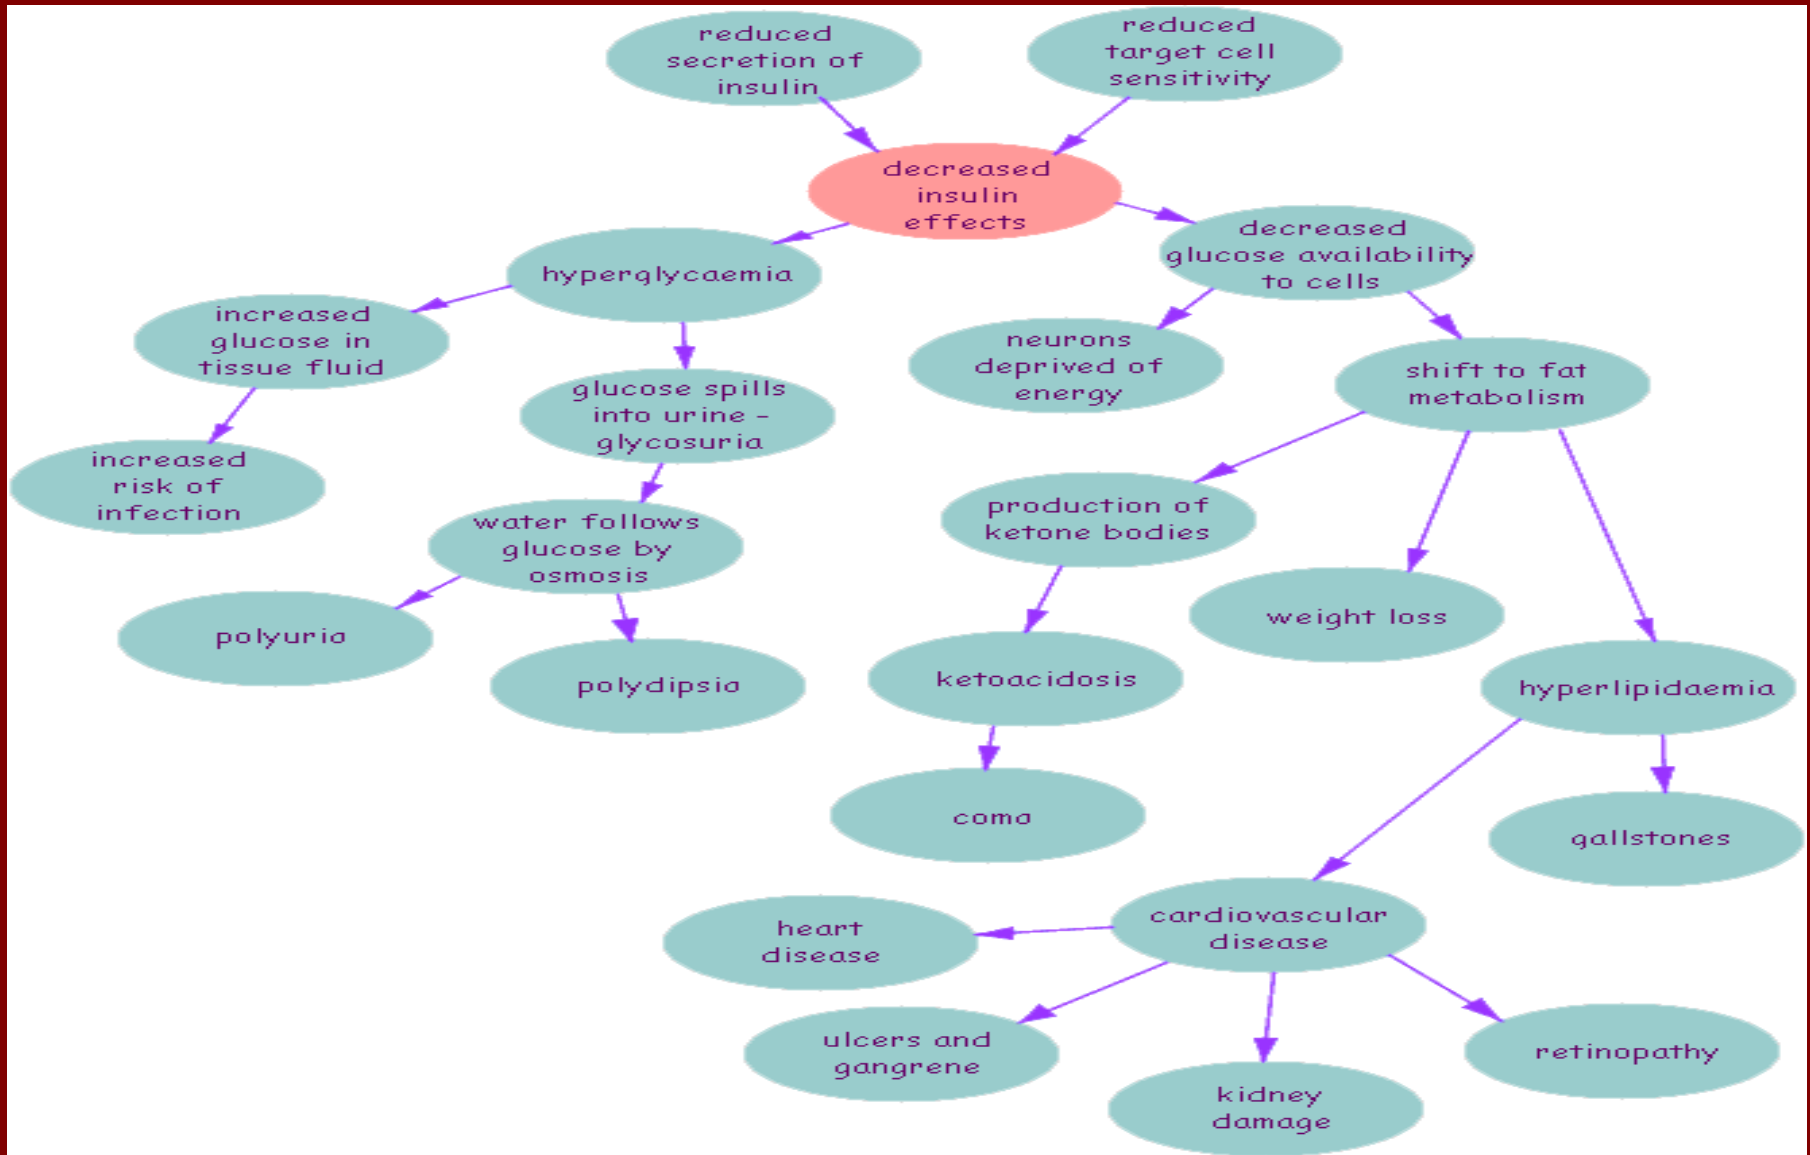 reduced
secretion of
insulin
reduced
target cell
sensitivity
decreased
insulin
effects
hyperglycaemia
decreased
glucose availability
to cells
increased
glucose in
tissue fluid
neurons
deprived of
energy
shift to fat
metabolism
glucose spills
into urine -
glycosuria
increased
risk of
infection
water follows
glucose by
osmosis
production of
ketone bodies
polyuria
polydipsia
ketoacidosis
weight loss
hyperlipidaemia
coma
gallstones
cardiovascular
disease
heart
disease
ulcers and
gangrene
kidney
damage
retinopathy